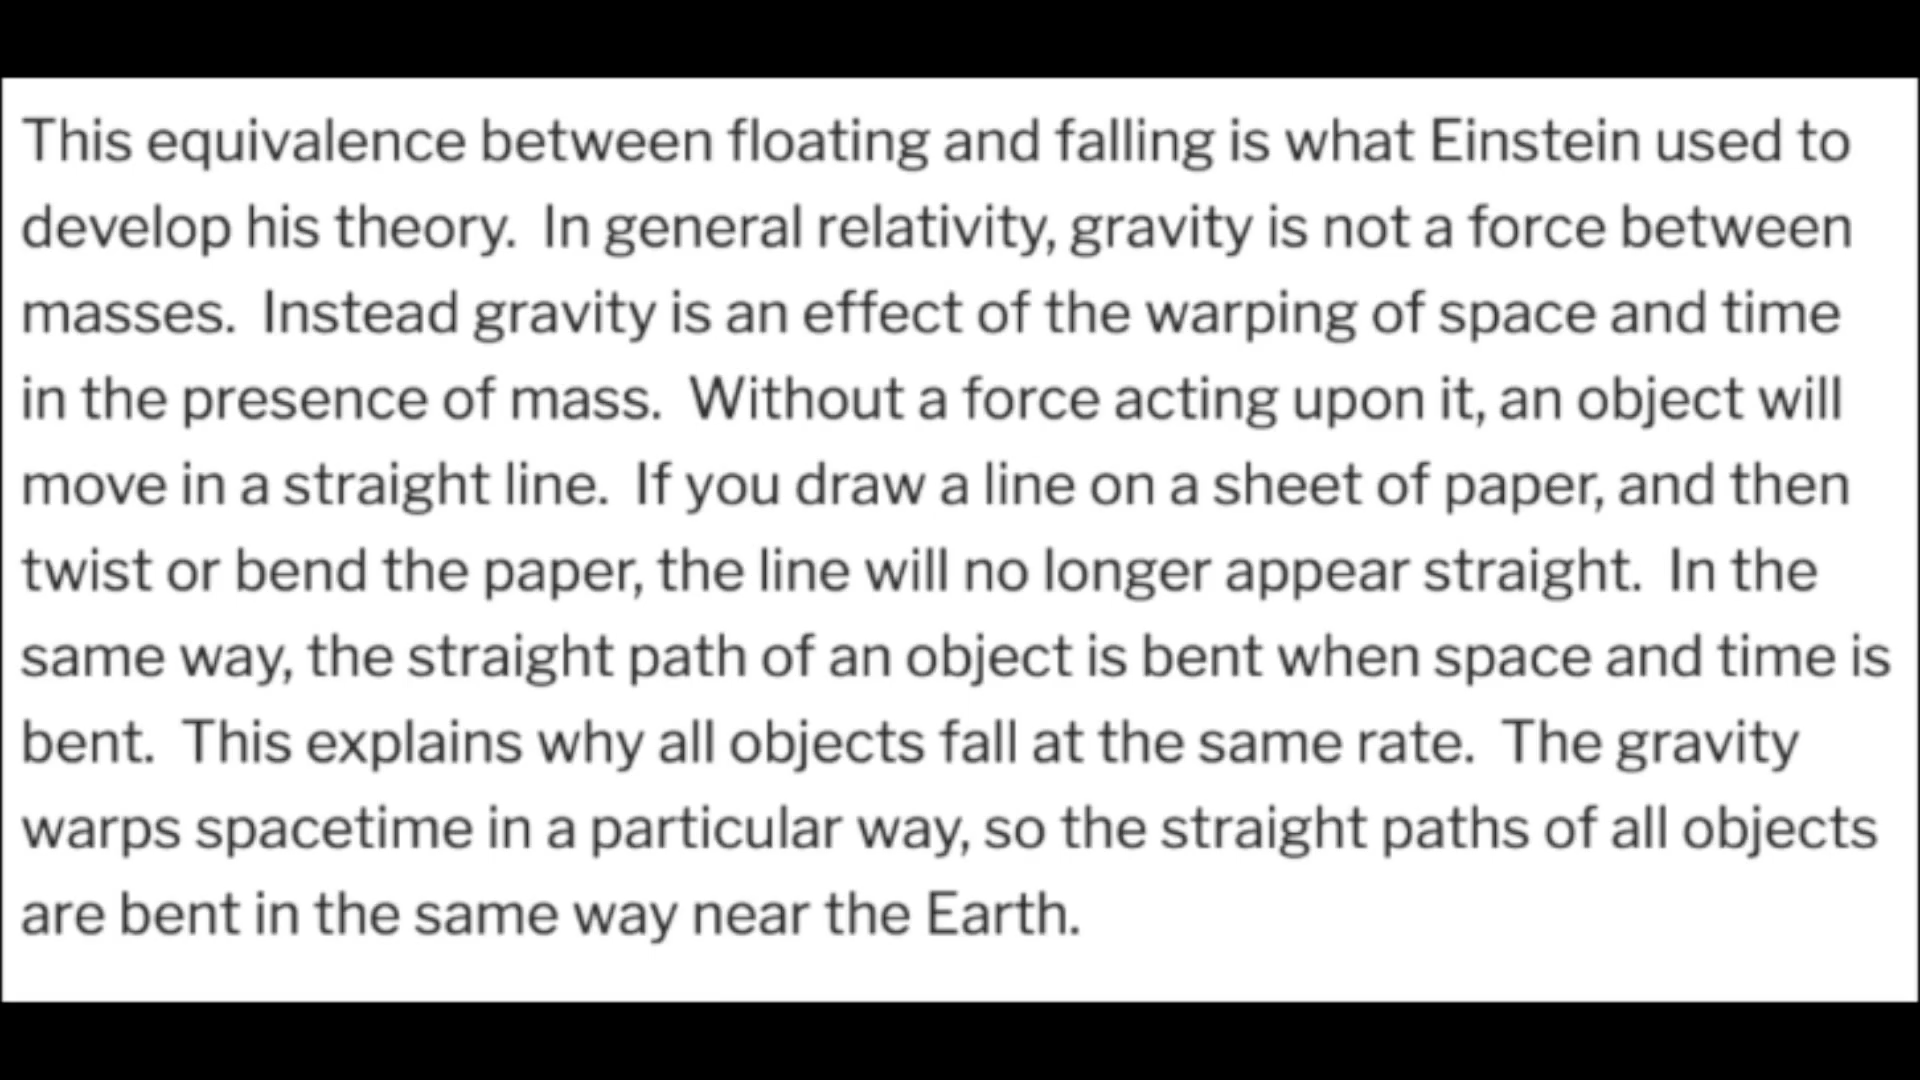 This equivalence between floating and falling is what Einstein used to
develop his theory.  In general relativity, gravity is not a force between
masses.  Instead gravity is an effect of the warping of space and time
in the presence of mass.  Without a force acting upon it, an object will
move in a straight line.  If you draw a line on a sheet of paper, and then
twist or bend the paper, the line will no longer appear straight.  In the
same way, the straight path of an object is bent when space and time is
bent.  This explains why all objects fall at the same rate.  The gravity
warps spacetime in a particular way, so the straight paths of all objects
are bent in the same way near the Earth.